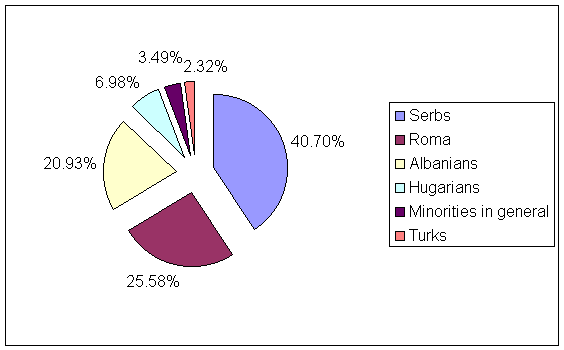 3.49%
2.32%
6.98%
40.70%
20.93%
25.58%
Serbs
Roma
Albanians
Hugarians
Minorities in general
Turks